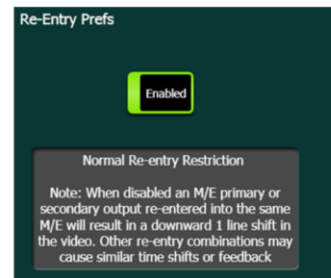 Re-Entry Prefs
Enabled
Normal Re-entry Restriction
Note: When disabled an M/E primary or
secondary output re-entered into the same
M/E will result in a downward 1 line shift in
the video. Other re-entry combinations may
cause similar time shifts or feedback